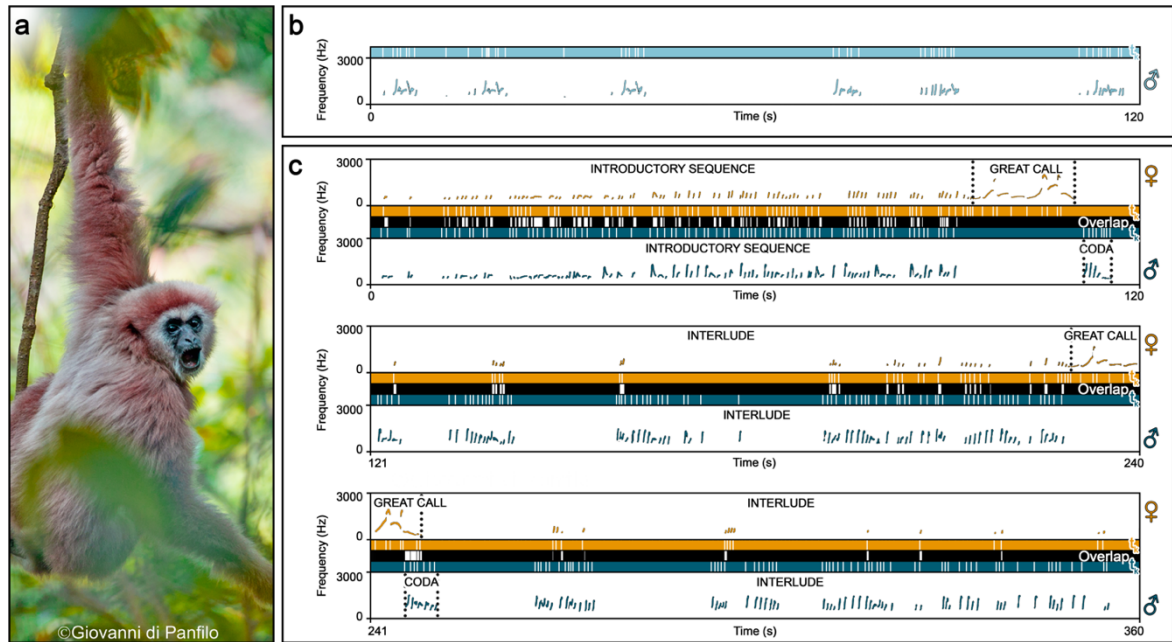 a
©Giovanni di Panfilo
b
Frequency (Hz)
3000
0
0
Time (s)
120
♂
c
Frequency (Hz)
3000
0
INTRODUCTORY SEQUENCE
GREAT CALL
♀
Overlap
3000
0
INTRODUCTORY SEQUENCE
CODA
♂
0
Time (s)
120
Frequency (Hz)
3000
0
INTERLUDE
GREAT CALL
♀
Overlap
3000
0
INTERLUDE
♂
121
Time (s)
240
Frequency (Hz)
3000
0
GREAT CALL
INTERLUDE
♀
Overlap
3000
0
CODA
INTERLUDE
♂
241
Time (s)
360